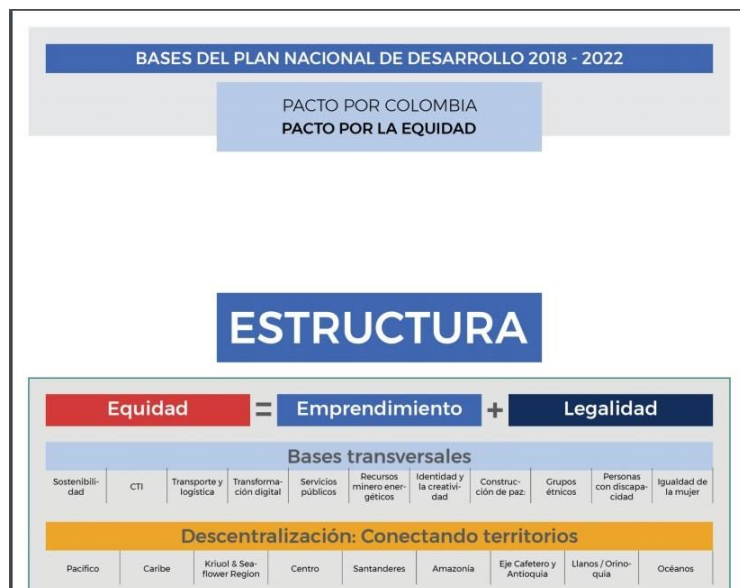 BASES DEL PLAN NACIONAL DE DESARROLLO 2018 - 2022
PACTO POR COLOMBIA
PACTO POR LA EQUIDAD
ESTRUCTURA
Equidad = Emprendimiento + Legalidad
Bases transversales
Sostenibili-
dad
CTI
Transporte y
logística
Transforma-
ción digital
Servicios
públicos
Recursos
minero ener-
géticos
Identidad y
la creativi-
dad
Construc-
ción de paz:
Grupos
étnicos
Personas
con discapa-
cidad
Igualdad de
la mujer
Descentralización: Conectando territorios
Pacífico
Caribe
Kriuol & Sea-
flower Region
Centro
Santanderes
Amazonía
Eje Cafetero y
Antioquia
Llanos / Orino-
quia
Océanos